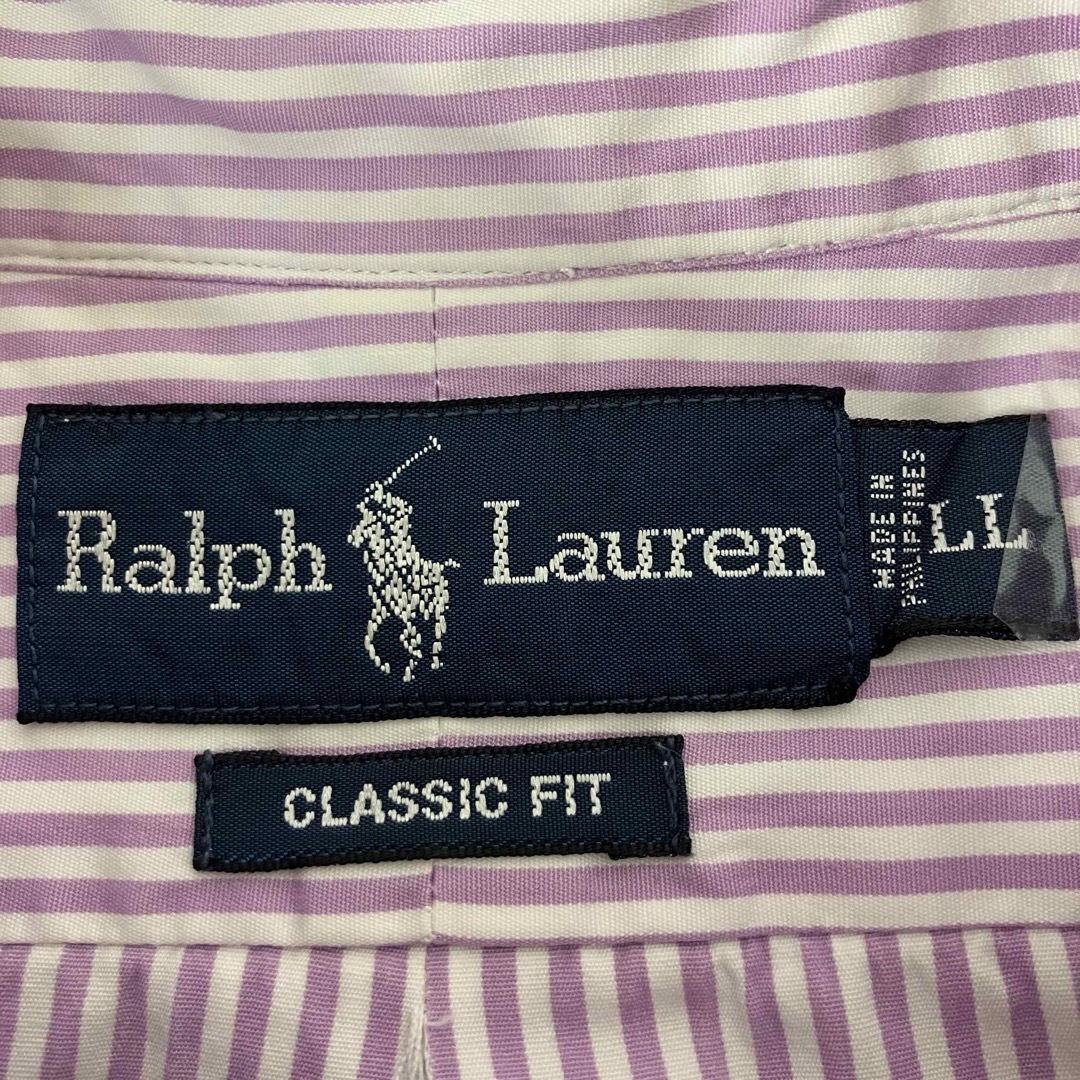 Ralph Lauren
MADE IN
PHILIPPINES
LL
CLASSIC FIT